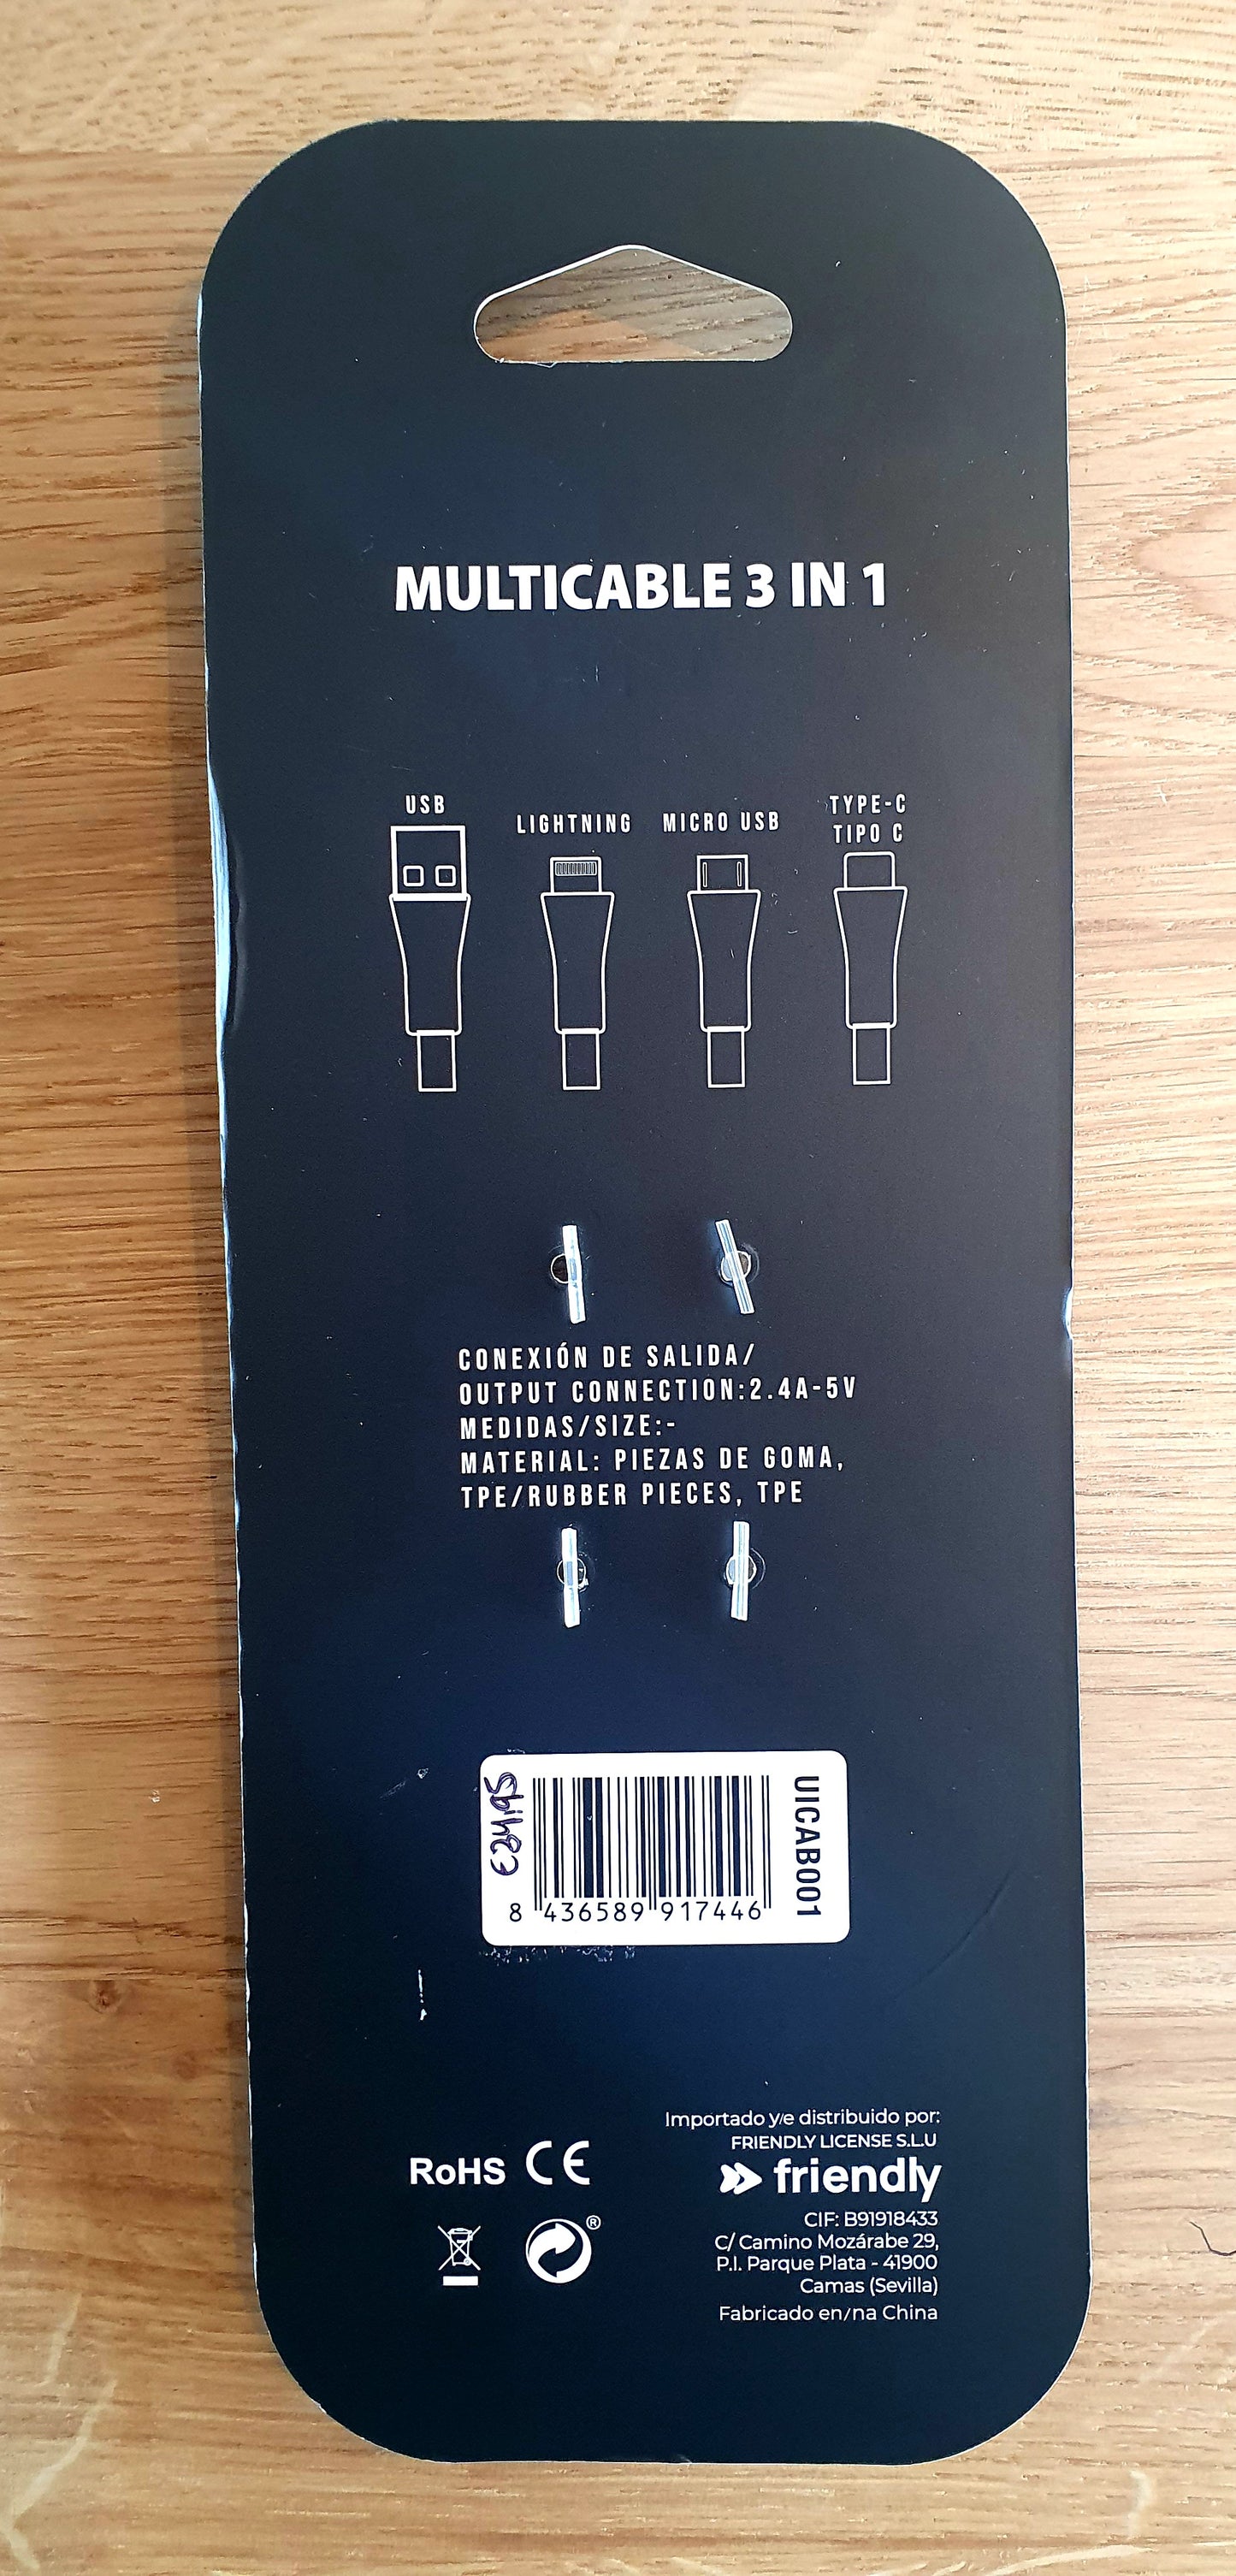 MULTICABLE 3 IN 1
USB
LIGHTNING
MICRO USB
TYPE-C
TIPO C
CONEXIÓN DE SALIDA/
OUTPUT CONNECTION:2.4A-5V
MEDIDAS/SIZE:-
MATERIAL: PIEZAS DE GOMA,
TPE/RUBBER PIECES, TPE
UICAB001
8 436589 917446
RoHS CE
Importado y/e distribuido por:
FRIENDLY LICENSE S.L.U
friendly
CIF: B91918433
C/ Camino Mozárabe 29,
P.I. Parque Plata - 41900
Camas (Sevilla)
Fabricado en/na China